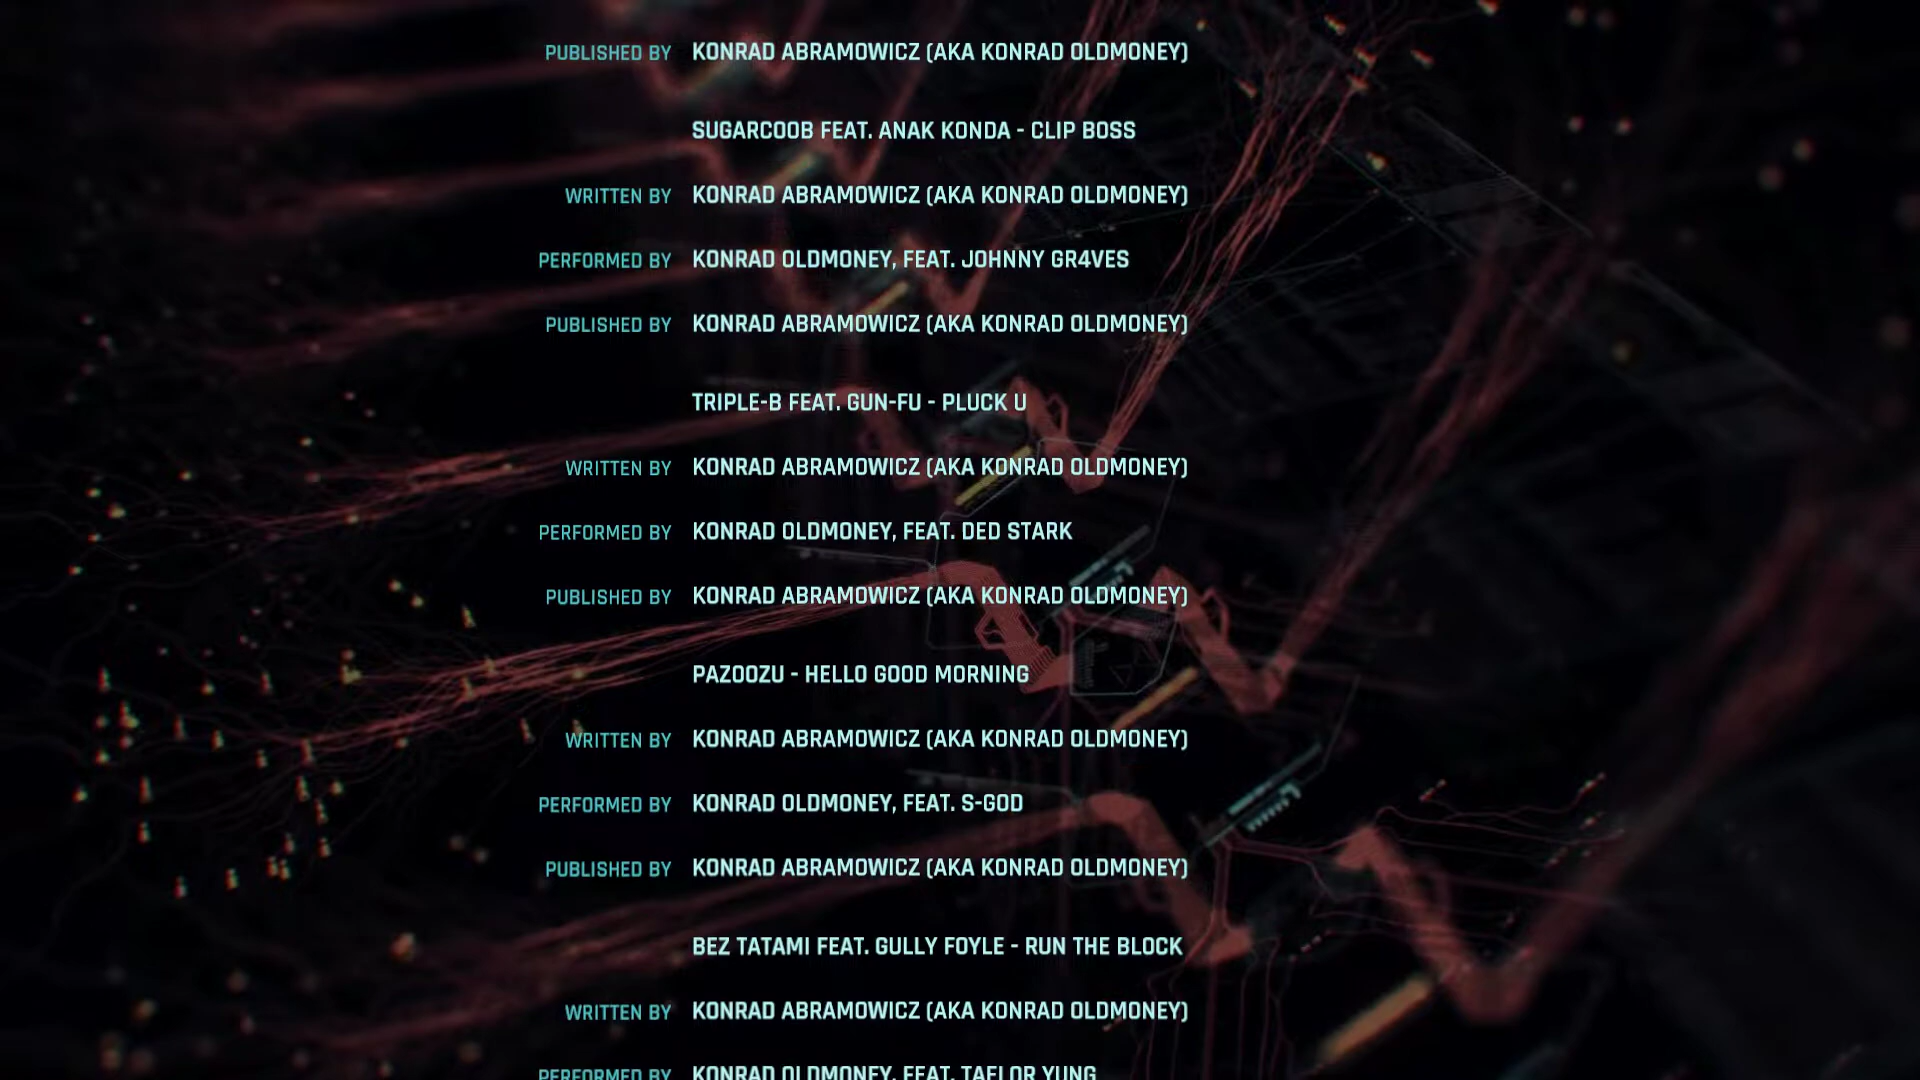 PUBLISHED BY KONRAD ABRAMOWICZ (AKA KONRAD OLDMONEY)
SUGARCOOB FEAT. ANAK KONDA - CLIP BOSS
WRITTEN BY KONRAD ABRAMOWICZ (AKA KONRAD OLDMONEY)
PERFORMED BY KONRAD OLDMONEY, FEAT. JOHNNY GR4VES
PUBLISHED BY KONRAD ABRAMOWICZ (AKA KONRAD OLDMONEY)
TRIPLE-B FEAT. GUN-FU - PLUCK U
WRITTEN BY KONRAD ABRAMOWICZ (AKA KONRAD OLDMONEY)
PERFORMED BY KONRAD OLDMONEY, FEAT. DED STARK
PUBLISHED BY KONRAD ABRAMOWICZ (AKA KONRAD OLDMONEY)
PAZOOZU - HELLO GOOD MORNING
WRITTEN BY KONRAD ABRAMOWICZ (AKA KONRAD OLDMONEY)
PERFORMED BY KONRAD OLDMONEY, FEAT. S-GOD
PUBLISHED BY KONRAD ABRAMOWICZ (AKA KONRAD OLDMONEY)
BEZ TATAMI FEAT. GULLY FOYLE - RUN THE BLOCK
WRITTEN BY KONRAD ABRAMOWICZ (AKA KONRAD OLDMONEY)
PERFORMED BY KONRAD OLDMONEY, FEAT. TAELOR YUNG